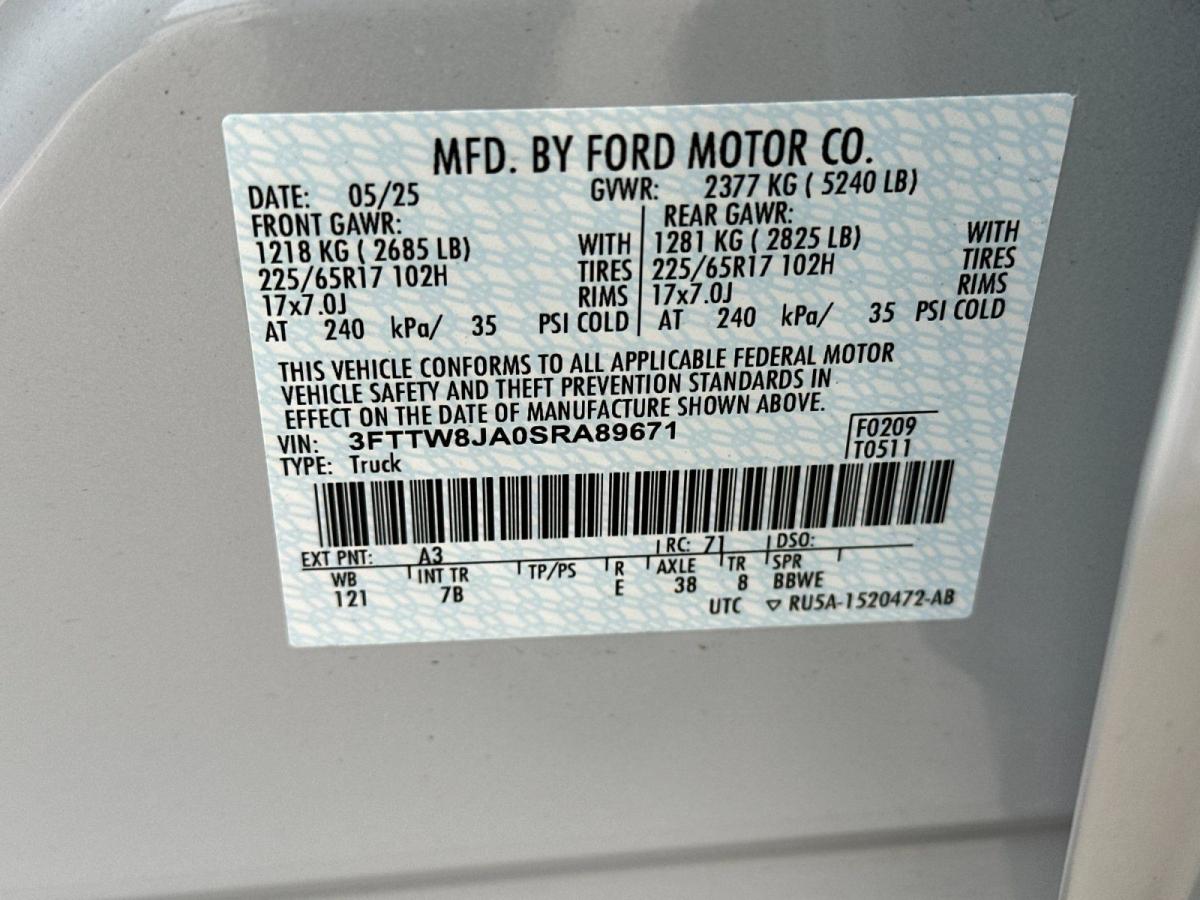 MFD. BY FORD MOTOR CO.
DATE: 05/25 GVWR: 2377 KG ( 5240 LB)
FRONT GAWR: REAR GAWR:
1218 KG ( 2685 LB) WITH 1281 KG ( 2825 LB) WITH
225/65R17 102H TIRES 225/65R17 102H TIRES
17x7.0J RIMS 17x7.0J RIMS
AT 240 kPa/ 35 PSI COLD AT 240 kPa/ 35 PSI COLD
THIS VEHICLE CONFORMS TO ALL APPLICABLE FEDERAL MOTOR
VEHICLE SAFETY AND THEFT PREVENTION STANDARDS IN
EFFECT ON THE DATE OF MANUFACTURE SHOWN ABOVE.
VIN: 3FTTW8JA0SRA89671 F0209
TYPE: Truck T0511
EXT PNT: A3 RC: 71 DSO:
WB INT TR TP/PS R AXLE TR SPR
121 7B E 38 8 BBWE
UTC ▽ RU5A-1520472-AB